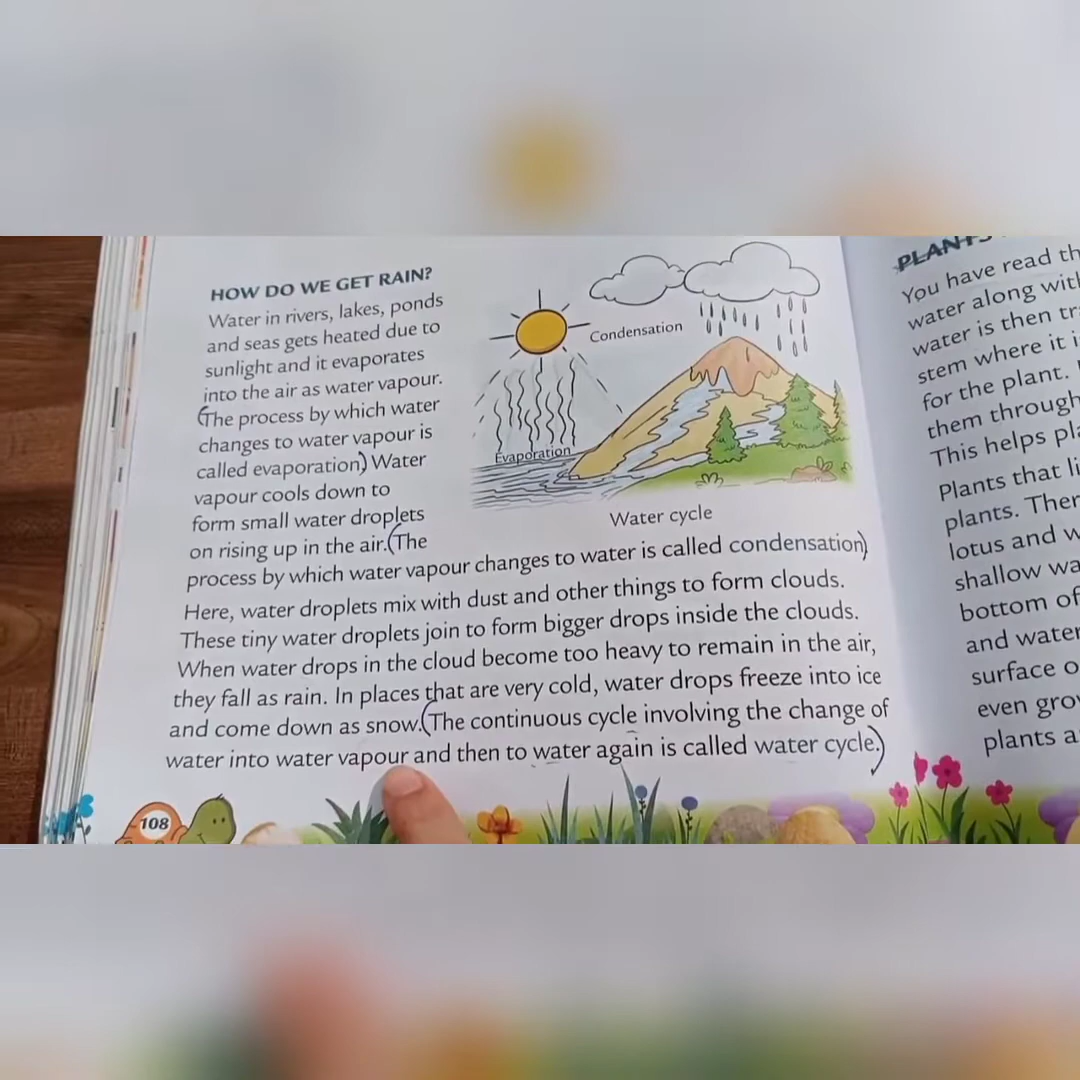 HOW DO WE GET RAIN?
Water in rivers, lakes, ponds
and seas gets heated due to
sunlight and it evaporates
into the air as water vapour.
(The process by which water
changes to water vapour is
called evaporation) Water
vapour cools down to
form small water droplets
on rising up in the air.(The
process by which water vapour changes to water is called condensation)
Here, water droplets mix with dust and other things to form clouds.
These tiny water droplets join to form bigger drops inside the clouds.
When water drops in the cloud become too heavy to remain in the air,
they fall as rain. In places that are very cold, water drops freeze into ice
and come down as snow.(The continuous cycle involving the change of
water into water vapour and then to water again is called water cycle.)
Condensation
Evaporation
Water cycle
108
PLANTS
You have read
water along
water is then
stem where it
for the plant.
them through
This helps
Plants that
plants.
lotus and
shallow
bottom of
and water
surface
even
plants